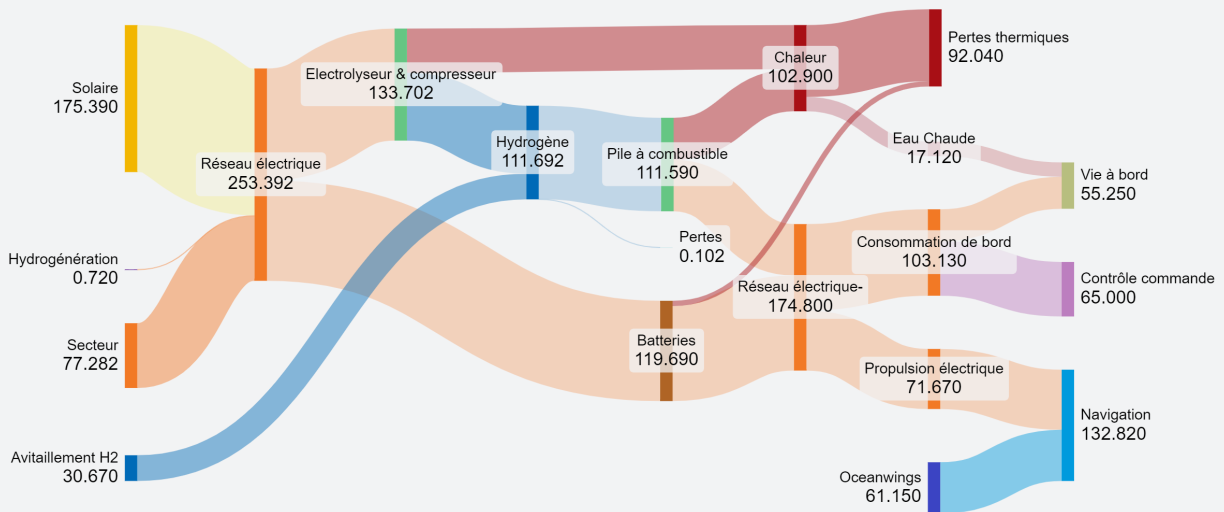 Solaire
175.390
Hydrogénération
0.720
Secteur
77.282
Avitaillement H2
30.670
Réseau électrique
253.392
Electrolyseur & compresseur
133.702
Hydrogène
111.692
Pile à combustible
111.590
Pertes
0.102
Batteries
119.690
Chaleur
102.900
Réseau électrique-
174.800
Pertes thermiques
92.040
Eau Chaude
17.120
Consommation de bord
103.130
Propulsion électrique
71.670
Oceanwings
61.150
Vie à bord
55.250
Contrôle commande
65.000
Navigation
132.820